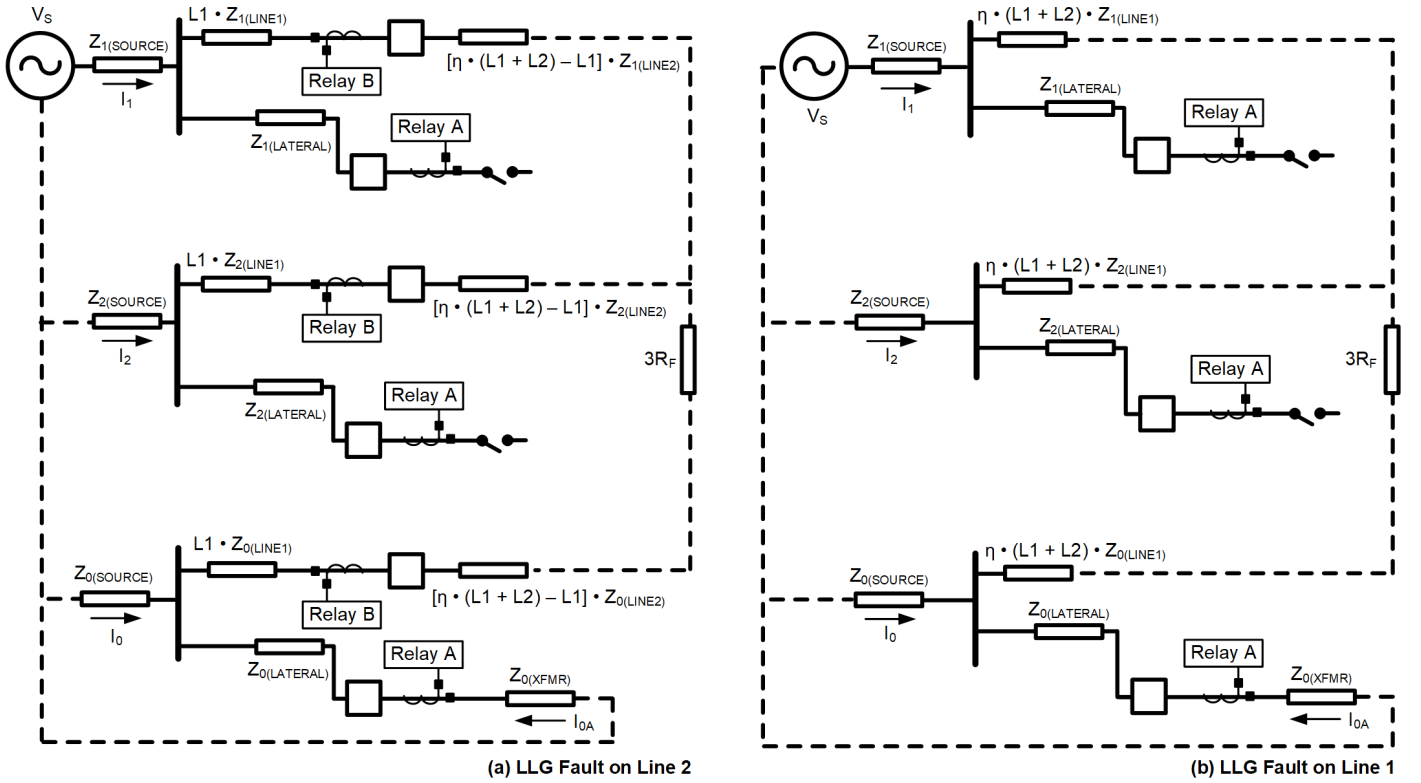 V_S
L1 • Z_1(LINE1)
Z_1(SOURCE)
I_1
Relay B
[η • (L1 + L2) – L1] • Z_1(LINE2)
Z_1(LATERAL)
Relay A
Z_2(SOURCE)
I_2
L1 • Z_2(LINE1)
Relay B
[η • (L1 + L2) – L1] • Z_2(LINE2)
3R_F
Z_2(LATERAL)
Relay A
L1 • Z_0(LINE1)
Z_0(SOURCE)
I_0
Relay B
[η • (L1 + L2) – L1] • Z_0(LINE2)
Z_0(LATERAL)
Relay A
Z_0(XFMR)
I_0A
(a) LLG Fault on Line 2
η • (L1 + L2) • Z_1(LINE1)
Z_1(SOURCE)
V_S
I_1
Z_1(LATERAL)
Relay A
η • (L1 + L2) • Z_2(LINE1)
Z_2(SOURCE)
I_2
Z_2(LATERAL)
3R_F
Relay A
η • (L1 + L2) • Z_0(LINE1)
Z_0(SOURCE)
I_0
Z_0(LATERAL)
Relay A
Z_0(XFMR)
I_0A
(b) LLG Fault on Line 1